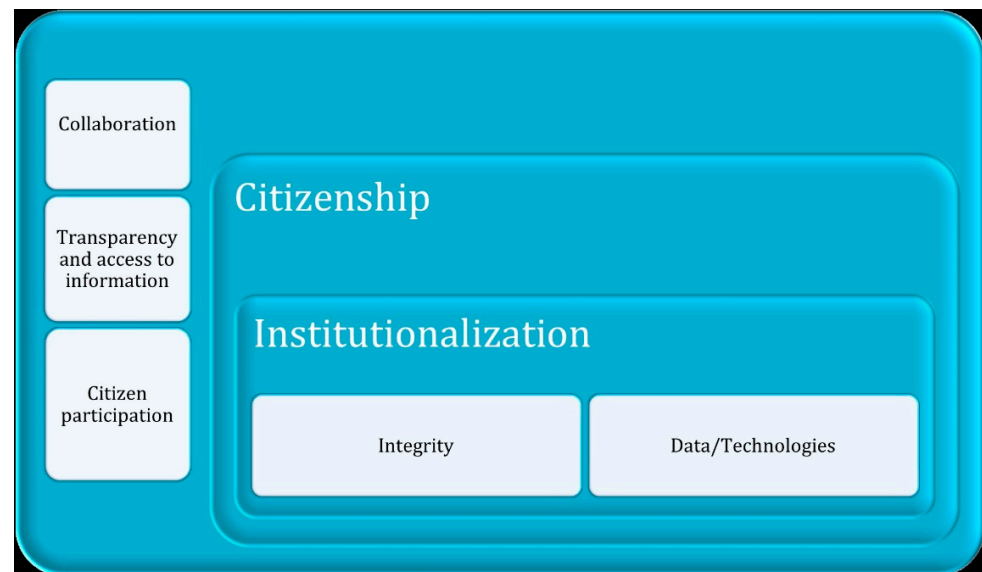 Collaboration
Transparency
and access to
information
Citizen
participation
Citizenship
Institutionalization
Integrity
Data/Technologies